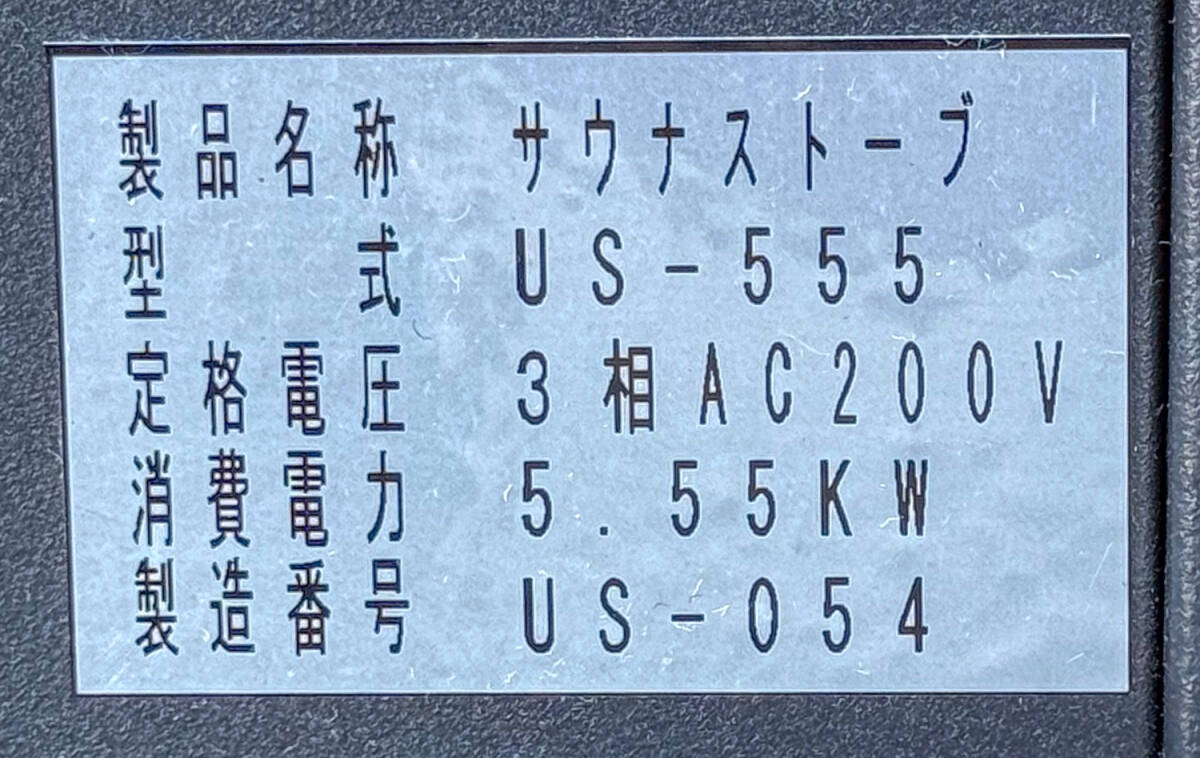 製品名称 サウナストーブ
型式 US-555
定格電圧 3相AC200V
消費電力 5.55KW
製造番号 US-054